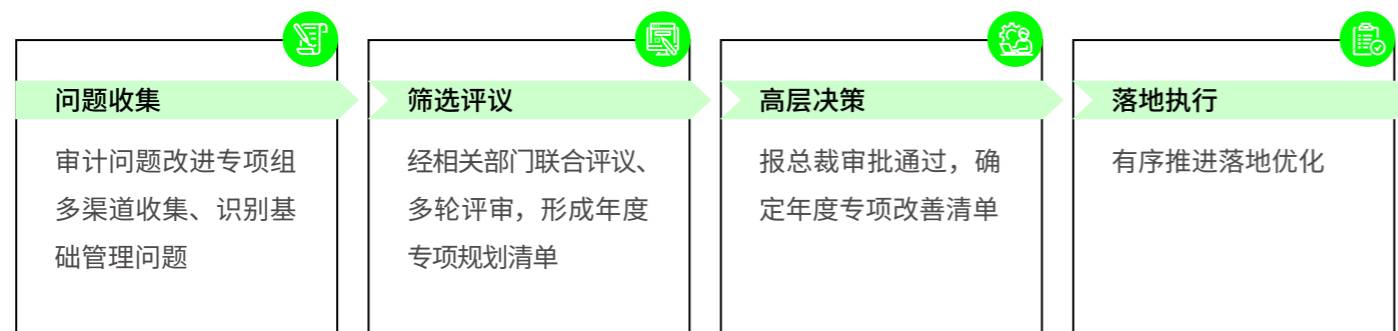 问题收集
审计问题改进专项组
多渠道收集、识别基
础管理问题
筛选评议
经相关部门联合评议、
多轮评审，形成年度
专项规划清单
高层决策
报总裁审批通过，确
定年度专项改善清单
落地执行
有序推进落地优化